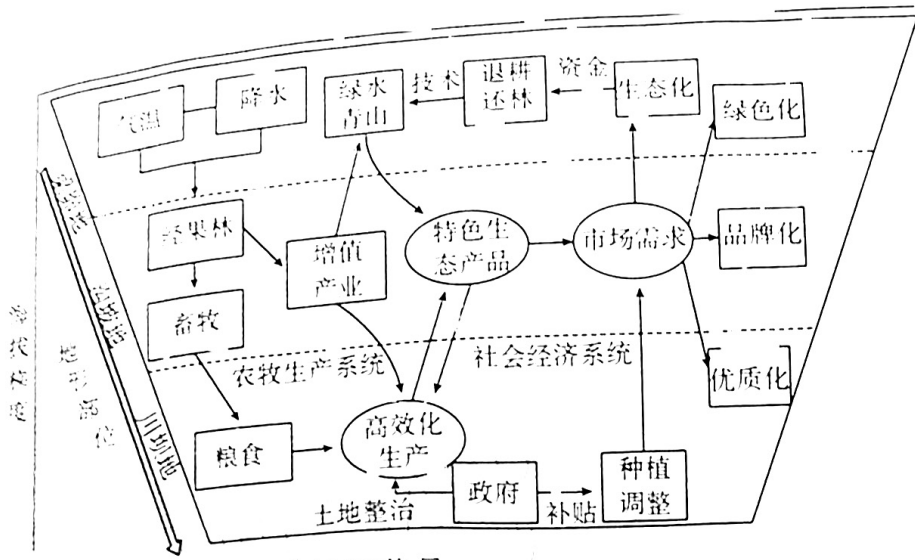 气温
降水
绿水
青山
技术
退耕
还林
资金
生态化
绿色化
经果林
增值
产业
特色生
态产品
市场需求
品牌化
畜牧
农牧生产系统
社会经济系统
优质化
川坝地
地形部位
粮食
高效化
生产
政府
补贴
种植
调整
土地整治